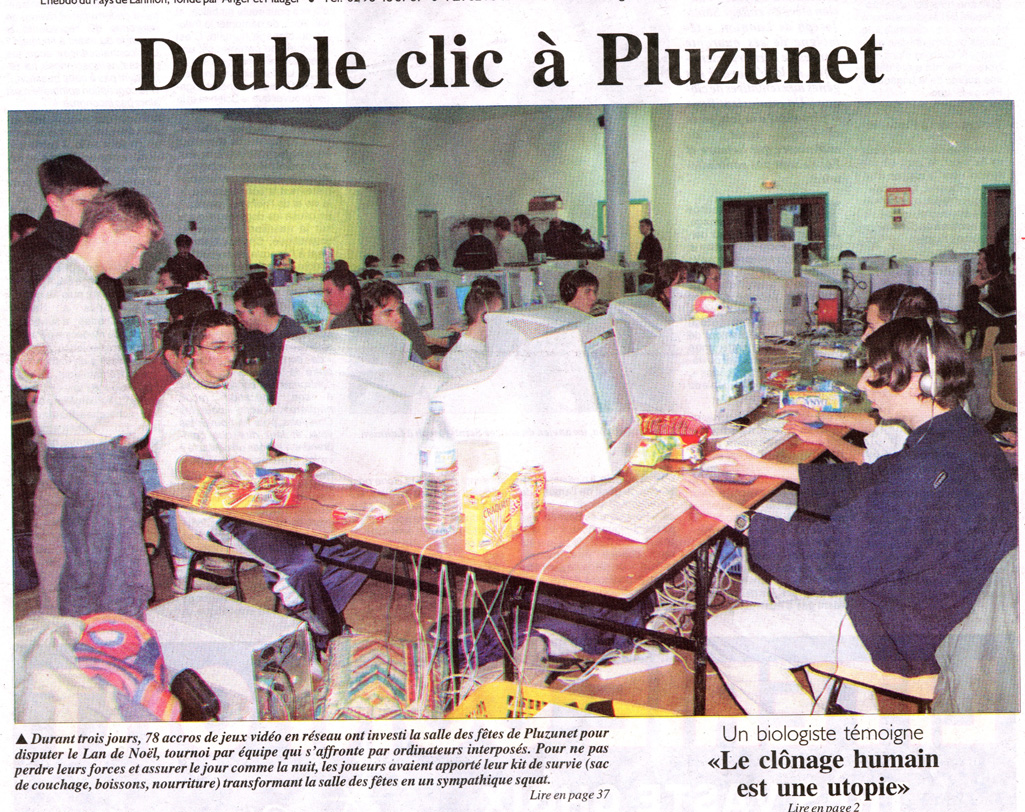 L'hebdo du Pays de Lannion, fondé par Anger et Mauger
Double clic à Pluzunet
▲ Durant trois jours, 78 accros de jeux vidéo en réseau ont investi la salle des fêtes de Pluzunet pour
disputer le Lan de Noël, tournoi par équipe qui s'affronte par ordinateurs interposés. Pour ne pas
perdre leurs forces et assurer le jour comme la nuit, les joueurs avaient apporté leur kit de survie (sac
de couchage, boissons, nourriture) transformant la salle des fêtes en un sympathique squat.
Lire en page 37
Un biologiste témoigne
«Le clônage humain
est une utopie»
Lire en page 2